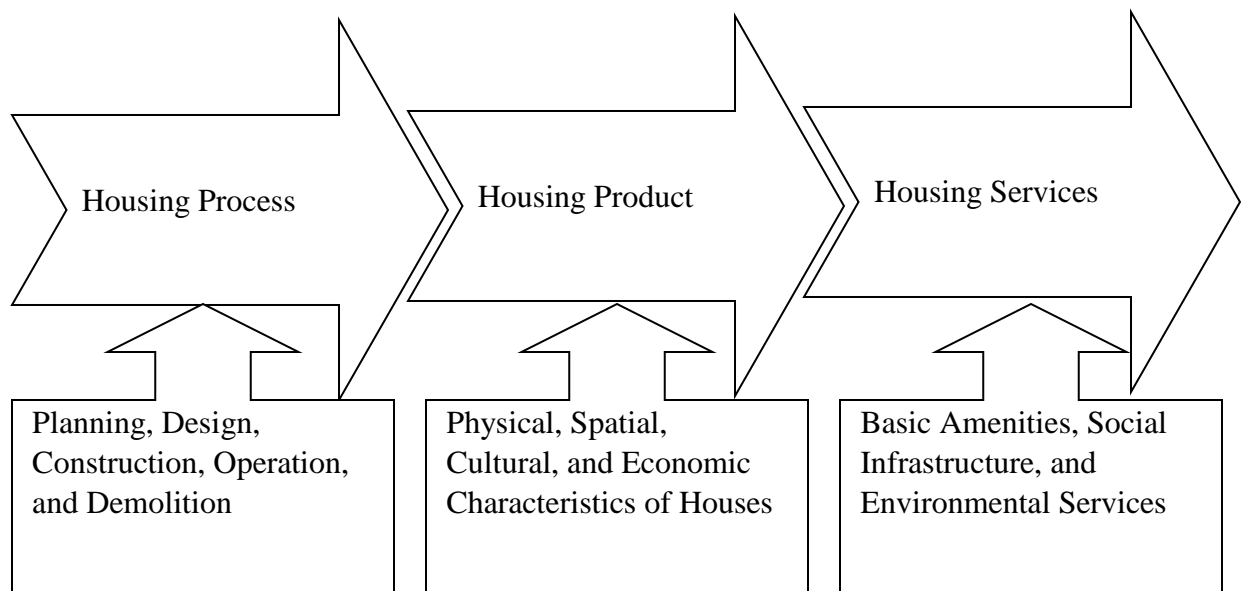 Housing Process
Housing Product
Housing Services
Planning, Design,
Construction, Operation,
and Demolition
Physical, Spatial,
Cultural, and Economic
Characteristics of Houses
Basic Amenities, Social
Infrastructure, and
Environmental Services